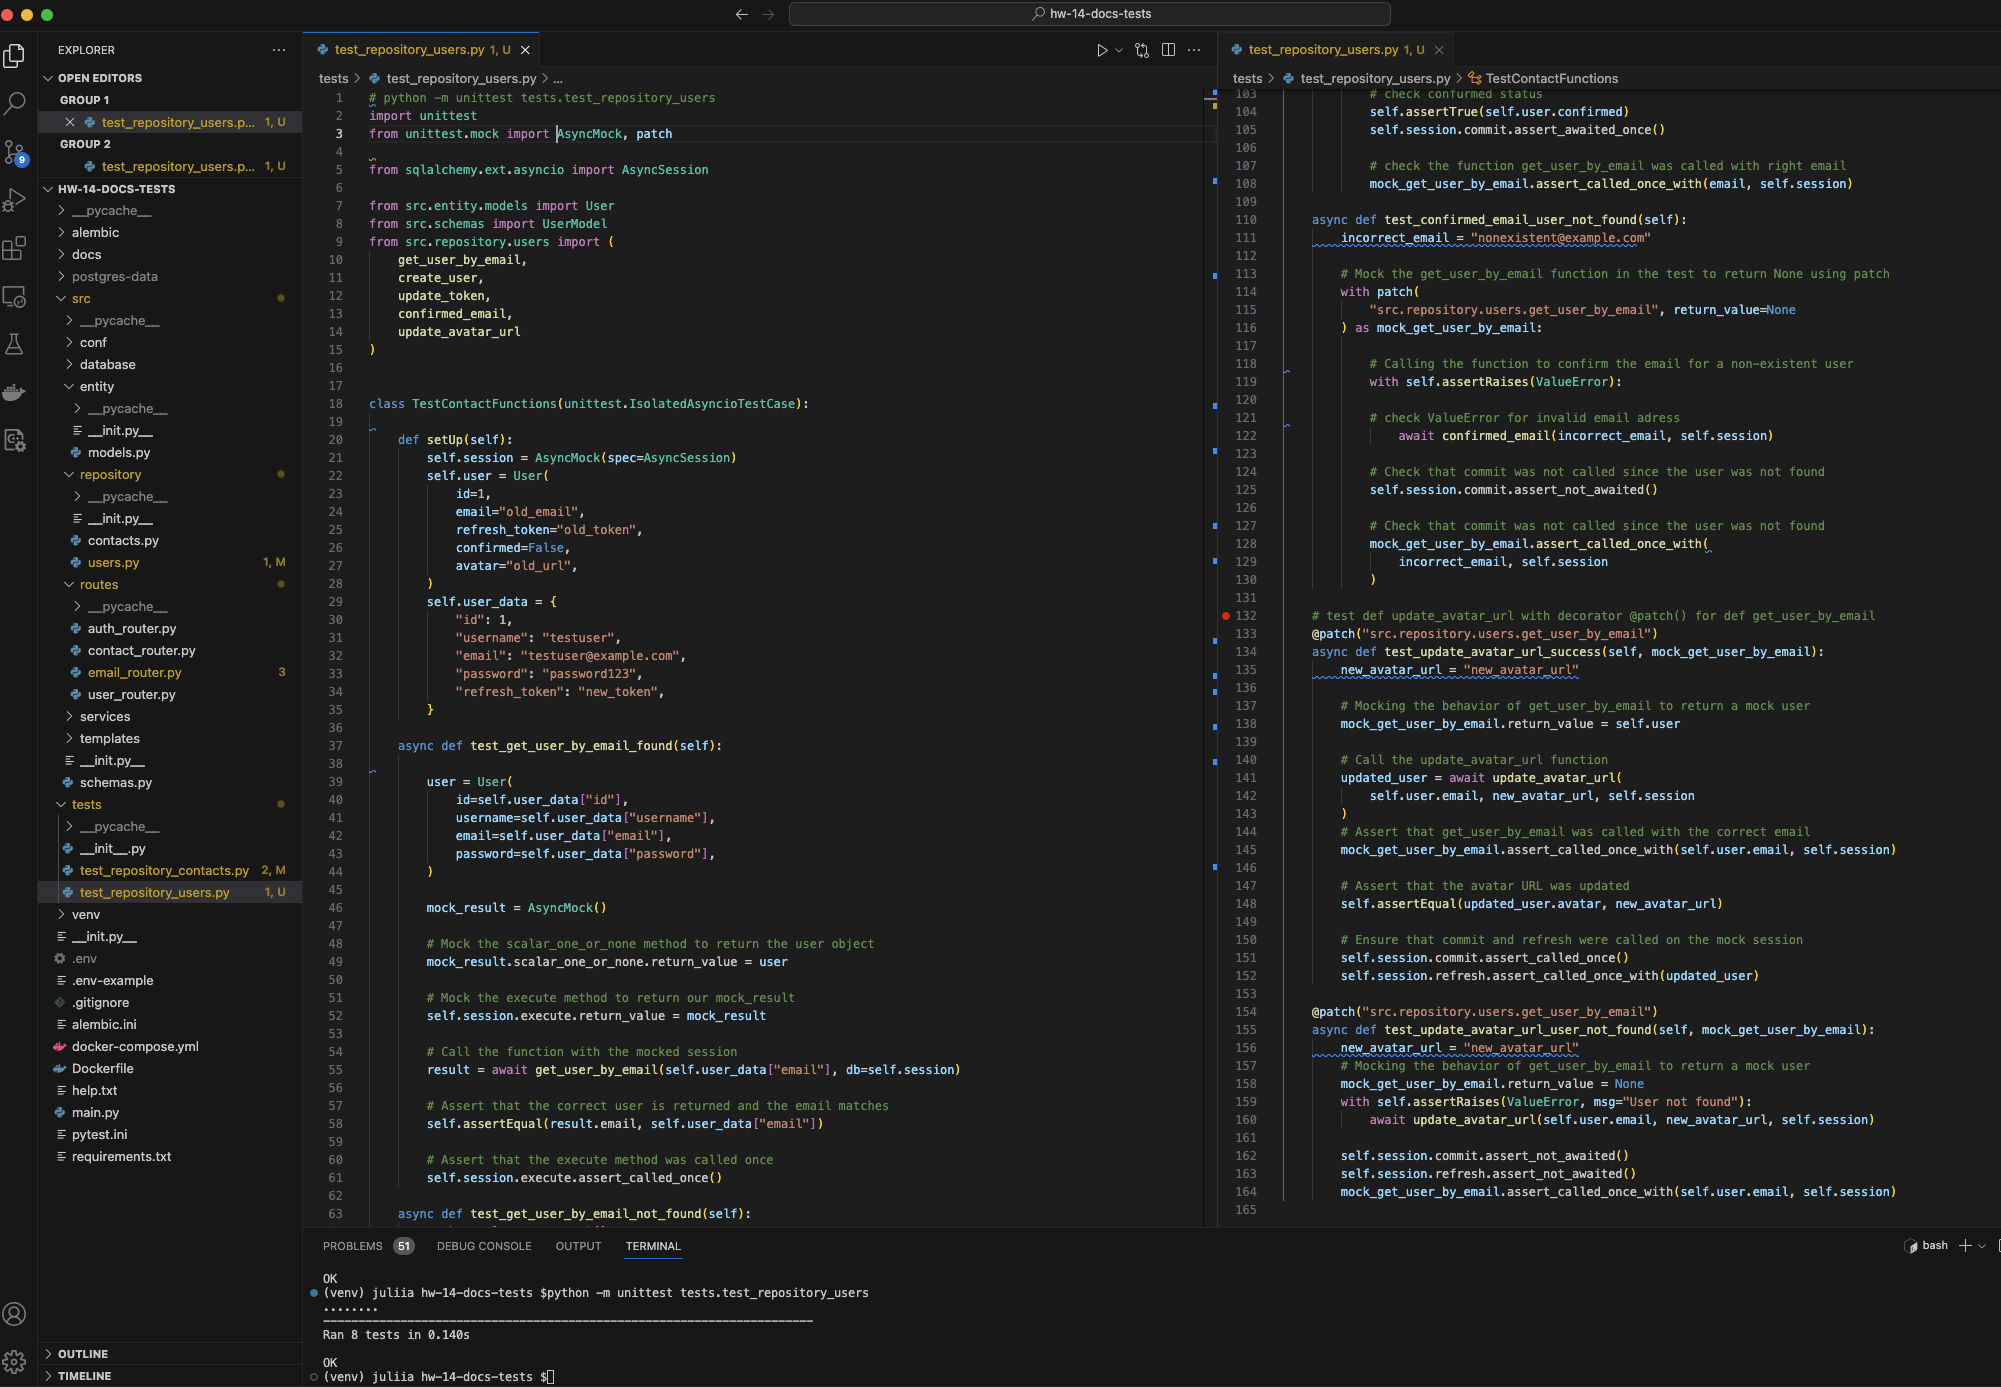 hw-14-docs-tests
EXPLORER
OPEN EDITORS
GROUP 1
test_repository_users.p... 1, U
GROUP 2
test_repository_users.p... 1, U
HW-14-DOCS-TESTS
__pycache__
alembic
docs
postgres-data
src
__pycache__
conf
database
entity
__pycache__
__init.py__
models.py
repository
__pycache__
__init.py__
contacts.py
users.py 1, M
routes
__pycache__
auth_router.py
contact_router.py
email_router.py 3
user_router.py
services
templates
__init.py__
schemas.py
tests
__pycache__
__init__.py
test_repository_contacts.py 2, M
test_repository_users.py 1, U
venv
__init.py__
.env
.env-example
.gitignore
alembic.ini
docker-compose.yml
Dockerfile
help.txt
main.py
pytest.ini
requirements.txt
OUTLINE
TIMELINE
9
test_repository_users.py 1, U
tests > test_repository_users.py > ...
1 # python -m unittest tests.test_repository_users
2 import unittest
3 from unittest.mock import AsyncMock, patch
4
5 from sqlalchemy.ext.asyncio import AsyncSession
6
7 from src.entity.models import User
8 from src.schemas import UserModel
9 from src.repository.users import (
10 get_user_by_email,
11 create_user,
12 update_token,
13 confirmed_email,
14 update_avatar_url
15 )
16
17
18 class TestContactFunctions(unittest.IsolatedAsyncioTestCase):
19
20 def setUp(self):
21 self.session = AsyncMock(spec=AsyncSession)
22 self.user = User(
23 id=1,
24 email="old_email",
25 refresh_token="old_token",
26 confirmed=False,
27 avatar="old_url",
28 )
29 self.user_data = {
30 "id": 1,
31 "username": "testuser",
32 "email": "testuser@example.com",
33 "password": "password123",
34 "refresh_token": "new_token",
35 }
36
37 async def test_get_user_by_email_found(self):
38
39 user = User(
40 id=self.user_data["id"],
41 username=self.user_data["username"],
42 email=self.user_data["email"],
43 password=self.user_data["password"],
44 )
45
46 mock_result = AsyncMock()
47
48 # Mock the scalar_one_or_none method to return the user object
49 mock_result.scalar_one_or_none.return_value = user
50
51 # Mock the execute method to return our mock_result
52 self.session.execute.return_value = mock_result
53
54 # Call the function with the mocked session
55 result = await get_user_by_email(self.user_data["email"], db=self.session)
56
57 # Assert that the correct user is returned and the email matches
58 self.assertEqual(result.email, self.user_data["email"])
59
60 # Assert that the execute method was called once
61 self.session.execute.assert_called_once()
62
63 async def test_get_user_by_email_not_found(self):
test_repository_users.py 1, U
tests > test_repository_users.py > TestContactFunctions
103 # check confurmed status
104 self.assertTrue(self.user.confirmed)
105 self.session.commit.assert_awaited_once()
106
107 # check the function get_user_by_email was called with right email
108 mock_get_user_by_email.assert_called_once_with(email, self.session)
109
110 async def test_confirmed_email_user_not_found(self):
111 incorrect_email = "nonexistent@example.com"
112
113 # Mock the get_user_by_email function in the test to return None using patch
114 with patch(
115 "src.repository.users.get_user_by_email", return_value=None
116 ) as mock_get_user_by_email:
117
118 # Calling the function to confirm the email for a non-existent user
119 with self.assertRaises(ValueError):
120
121 # check ValueError for invalid email adress
122 await confirmed_email(incorrect_email, self.session)
123
124 # Check that commit was not called since the user was not found
125 self.session.commit.assert_not_awaited()
126
127 # Check that commit was not called since the user was not found
128 mock_get_user_by_email.assert_called_once_with(
129 incorrect_email, self.session
130 )
131
132 # test def update_avatar_url with decorator @patch() for def get_user_by_email
133 @patch("src.repository.users.get_user_by_email")
134 async def test_update_avatar_url_success(self, mock_get_user_by_email):
135 new_avatar_url = "new_avatar_url"
136
137 # Mocking the behavior of get_user_by_email to return a mock user
138 mock_get_user_by_email.return_value = self.user
139
140 # Call the update_avatar_url function
141 updated_user = await update_avatar_url(
142 self.user.email, new_avatar_url, self.session
143 )
144 # Assert that get_user_by_email was called with the correct email
145 mock_get_user_by_email.assert_called_once_with(self.user.email, self.session)
146
147 # Assert that the avatar URL was updated
148 self.assertEqual(updated_user.avatar, new_avatar_url)
149
150 # Ensure that commit and refresh were called on the mock session
151 self.session.commit.assert_called_once()
152 self.session.refresh.assert_called_once_with(updated_user)
153
154 @patch("src.repository.users.get_user_by_email")
155 async def test_update_avatar_url_user_not_found(self, mock_get_user_by_email):
156 new_avatar_url = "new_avatar_url"
157 # Mocking the behavior of get_user_by_email to return a mock user
158 mock_get_user_by_email.return_value = None
159 with self.assertRaises(ValueError, msg="User not found"):
160 await update_avatar_url(self.user.email, new_avatar_url, self.session)
161
162 self.session.commit.assert_not_awaited()
163 self.session.refresh.assert_not_awaited()
164 mock_get_user_by_email.assert_called_once_with(self.user.email, self.session)
165
PROBLEMS 51 DEBUG CONSOLE OUTPUT TERMINAL
bash
OK
(venv) juliia hw-14-docs-tests $python -m unittest tests.test_repository_users
........
----------------------------------------------------------------------
Ran 8 tests in 0.140s
OK
(venv) juliia hw-14-docs-tests $